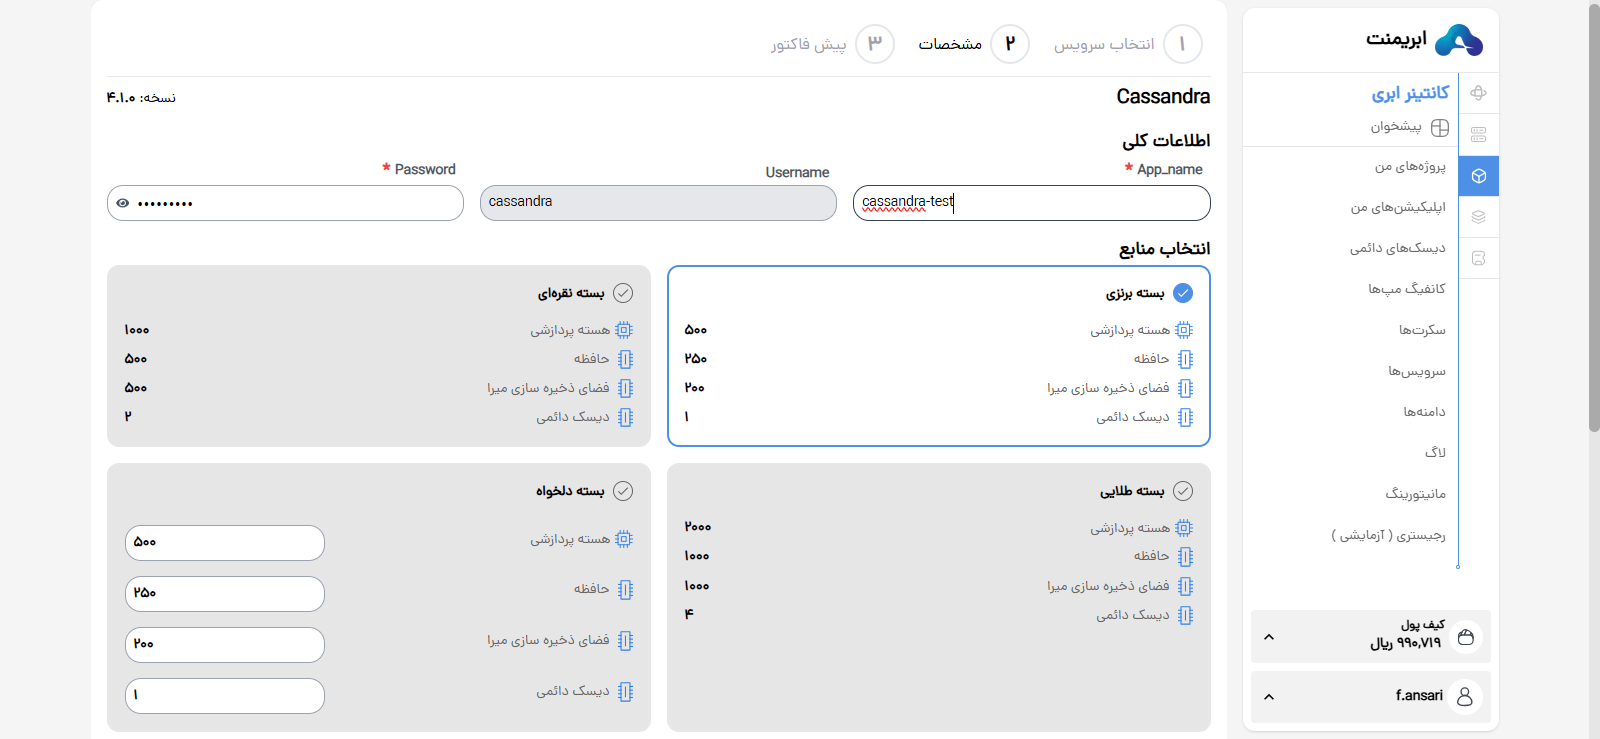 ابریمنت
کانتینر ابری
پیشخوان
پروژه‌های من
اپلیکیشن‌های من
دیسک‌های دائمی
کانفیگ مپ‌ها
سکرت‌ها
سرویس‌ها
دامنه‌ها
لاگ
مانیتورینگ
رجیستری ( آزمایشی )
کیف پول
۹۹۰,۷۱۹ ریال
f.ansari
۱ انتخاب سرویس ۲ مشخصات ۳ پیش فاکتور
Cassandra
نسخه: ۴.۱.۰
اطلاعات کلی
App_name *
cassandra-test
Username
cassandra
Password *
•••••••••
انتخاب منابع
بسته برنزی
هسته پردازشی ۵۰۰
حافظه ۲۵۰
فضای ذخیره سازی میرا ۲۰۰
دیسک دائمی ۱
بسته نقره‌ای
هسته پردازشی ۱۰۰۰
حافظه ۵۰۰
فضای ذخیره سازی میرا ۵۰۰
دیسک دائمی ۲
بسته طلایی
هسته پردازشی ۲۰۰۰
حافظه ۱۰۰۰
فضای ذخیره سازی میرا ۱۰۰۰
دیسک دائمی ۴
بسته دلخواه
هسته پردازشی ۵۰۰
حافظه ۲۵۰
فضای ذخیره سازی میرا ۲۰۰
دیسک دائمی ۱